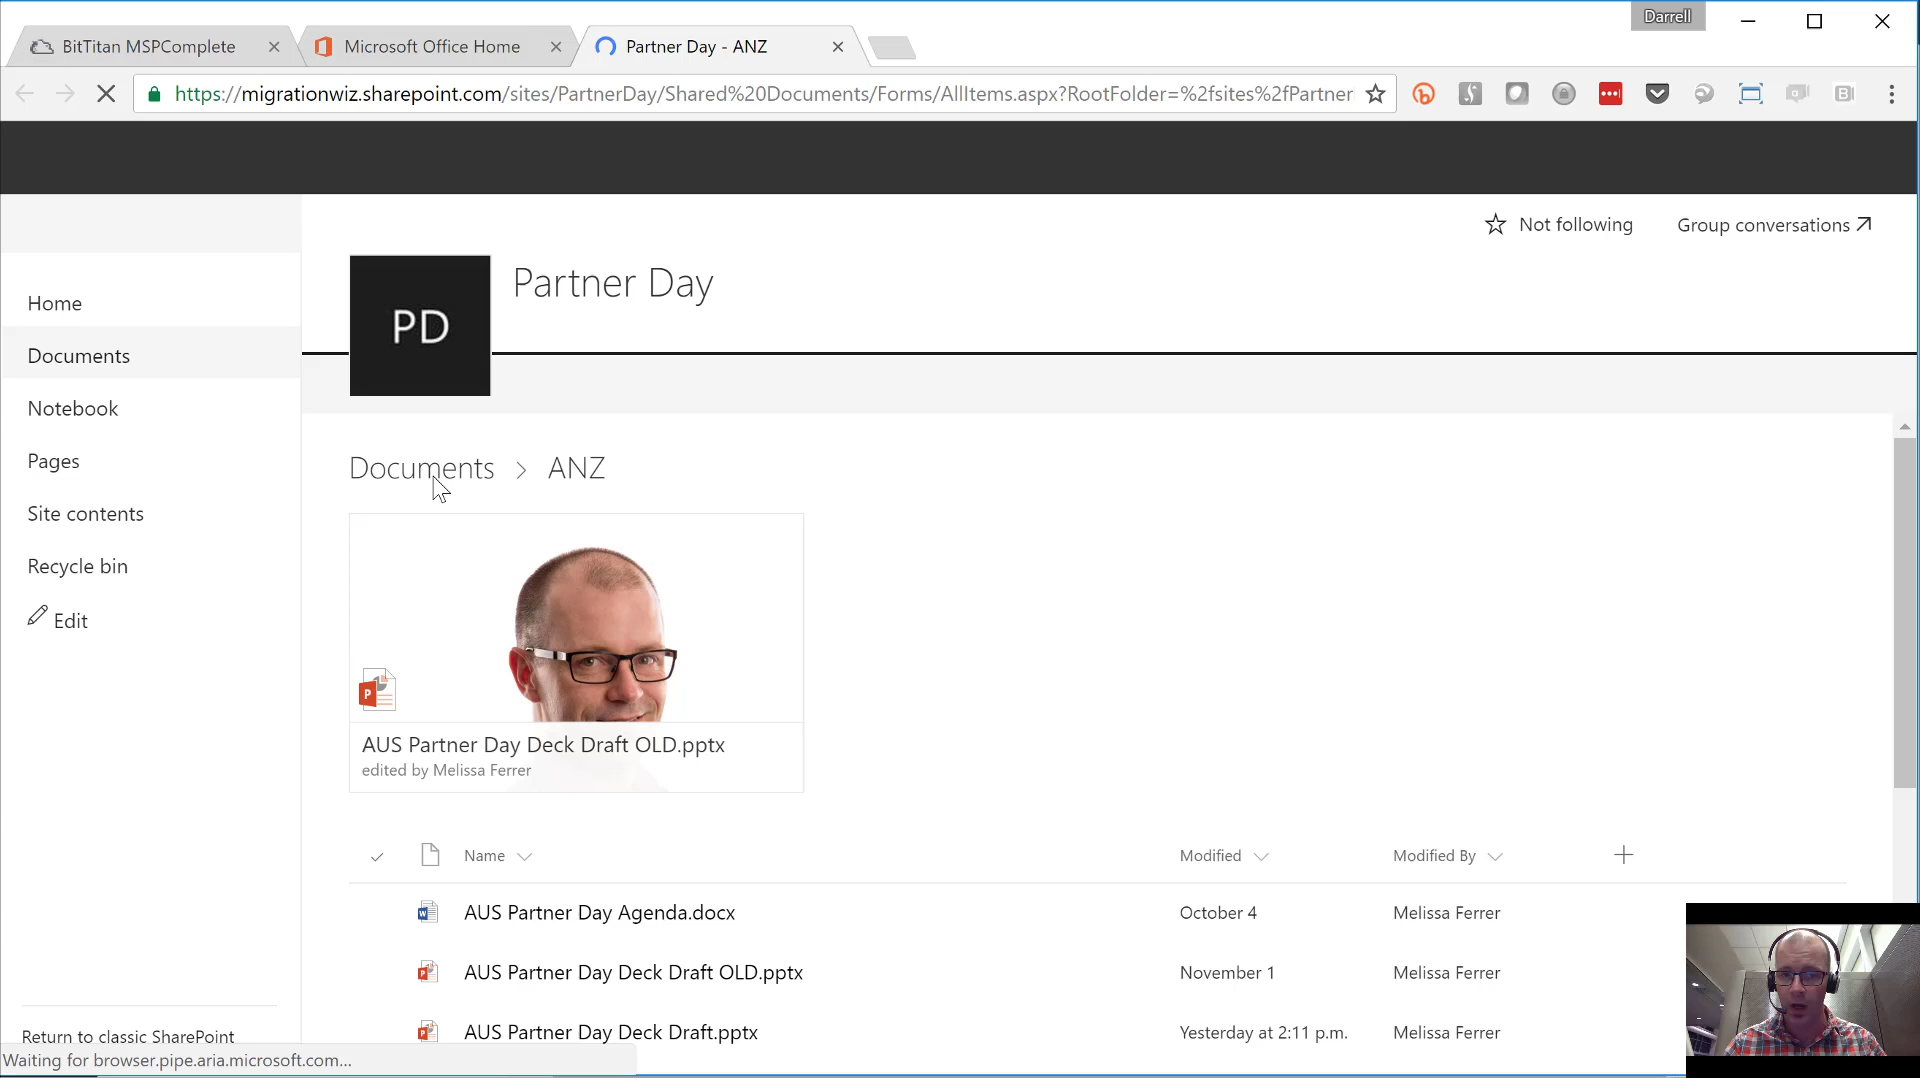 Darrell
BitTitan MSPComplete
Microsoft Office Home
Partner Day - ANZ
https://migrationwiz.sharepoint.com/sites/PartnerDay/Shared%20Documents/Forms/AllItems.aspx?RootFolder=%2fsites%2fPartner
Not following
Group conversations
PD
Partner Day
Home
Documents
Notebook
Pages
Site contents
Recycle bin
Edit
Return to classic SharePoint
Documents > ANZ
AUS Partner Day Deck Draft OLD.pptx
edited by Melissa Ferrer
Name Modified Modified By
AUS Partner Day Agenda.docx October 4 Melissa Ferrer
AUS Partner Day Deck Draft OLD.pptx November 1 Melissa Ferrer
AUS Partner Day Deck Draft.pptx Yesterday at 2:11 p.m. Melissa Ferrer
Waiting for browser.pipe.aria.microsoft.com...